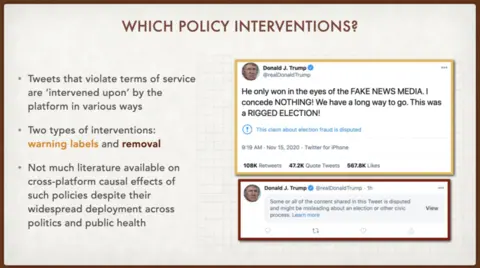 WHICH POLICY INTERVENTIONS?
• Tweets that violate terms of service
are 'intervened upon' by the
platform in various ways
• Two types of interventions:
warning labels and removal
• Not much literature available on
cross-platform causal effects of
such policies despite their
widespread deployment across
politics and public health
Donald J. Trump
@realDonaldTrump
He only won in the eyes of the FAKE NEWS MEDIA. I
concede NOTHING! We have a long way to go. This was
a RIGGED ELECTION!
This claim about election fraud is disputed
9:18 AM · Nov 15, 2020 · Twitter for iPhone
108K Retweets 47.2K Quote Tweets 567.8K Likes
Donald J. Trump @realDonaldTrump · 1h
Some or all of the content shared in this Tweet is disputed
and might be misleading about an election or other civic
process. Learn more
View